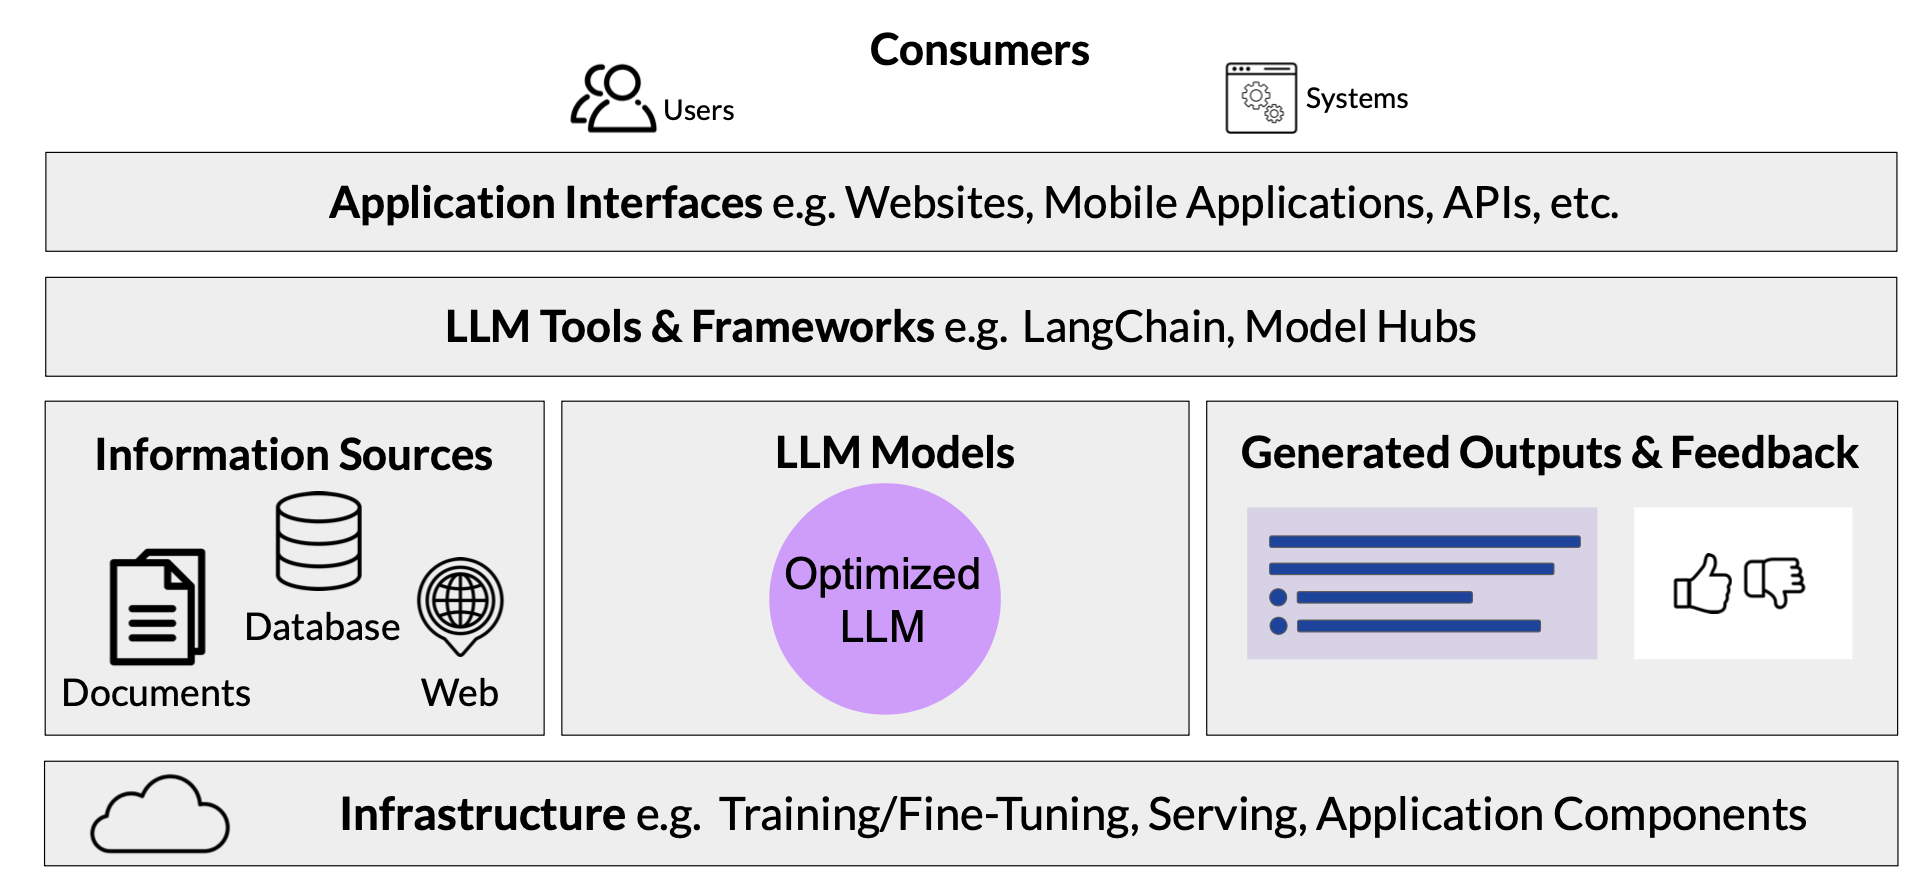 Consumers
Users
Systems
Application Interfaces e.g. Websites, Mobile Applications, APIs, etc.
LLM Tools & Frameworks e.g. LangChain, Model Hubs
Information Sources
Database
Documents
Web
LLM Models
Optimized
LLM
Generated Outputs & Feedback
Infrastructure e.g. Training/Fine-Tuning, Serving, Application Components